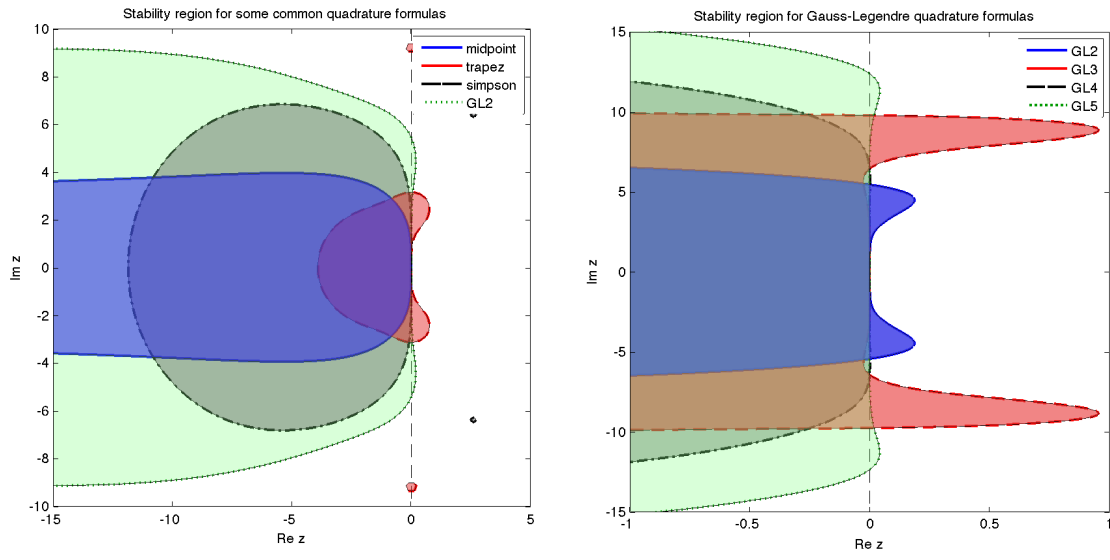 Stability region for some common quadrature formulas
10
8
6
4
2
0
-2
-4
-6
-8
-10
-15
-10
-5
0
5
Im z
Re z
midpoint
trapez
simpson
GL2
Stability region for Gauss-Legendre quadrature formulas
15
10
5
0
-5
-10
-15
-1
-0.5
0
0.5
1
Im z
Re z
GL2
GL3
GL4
GL5